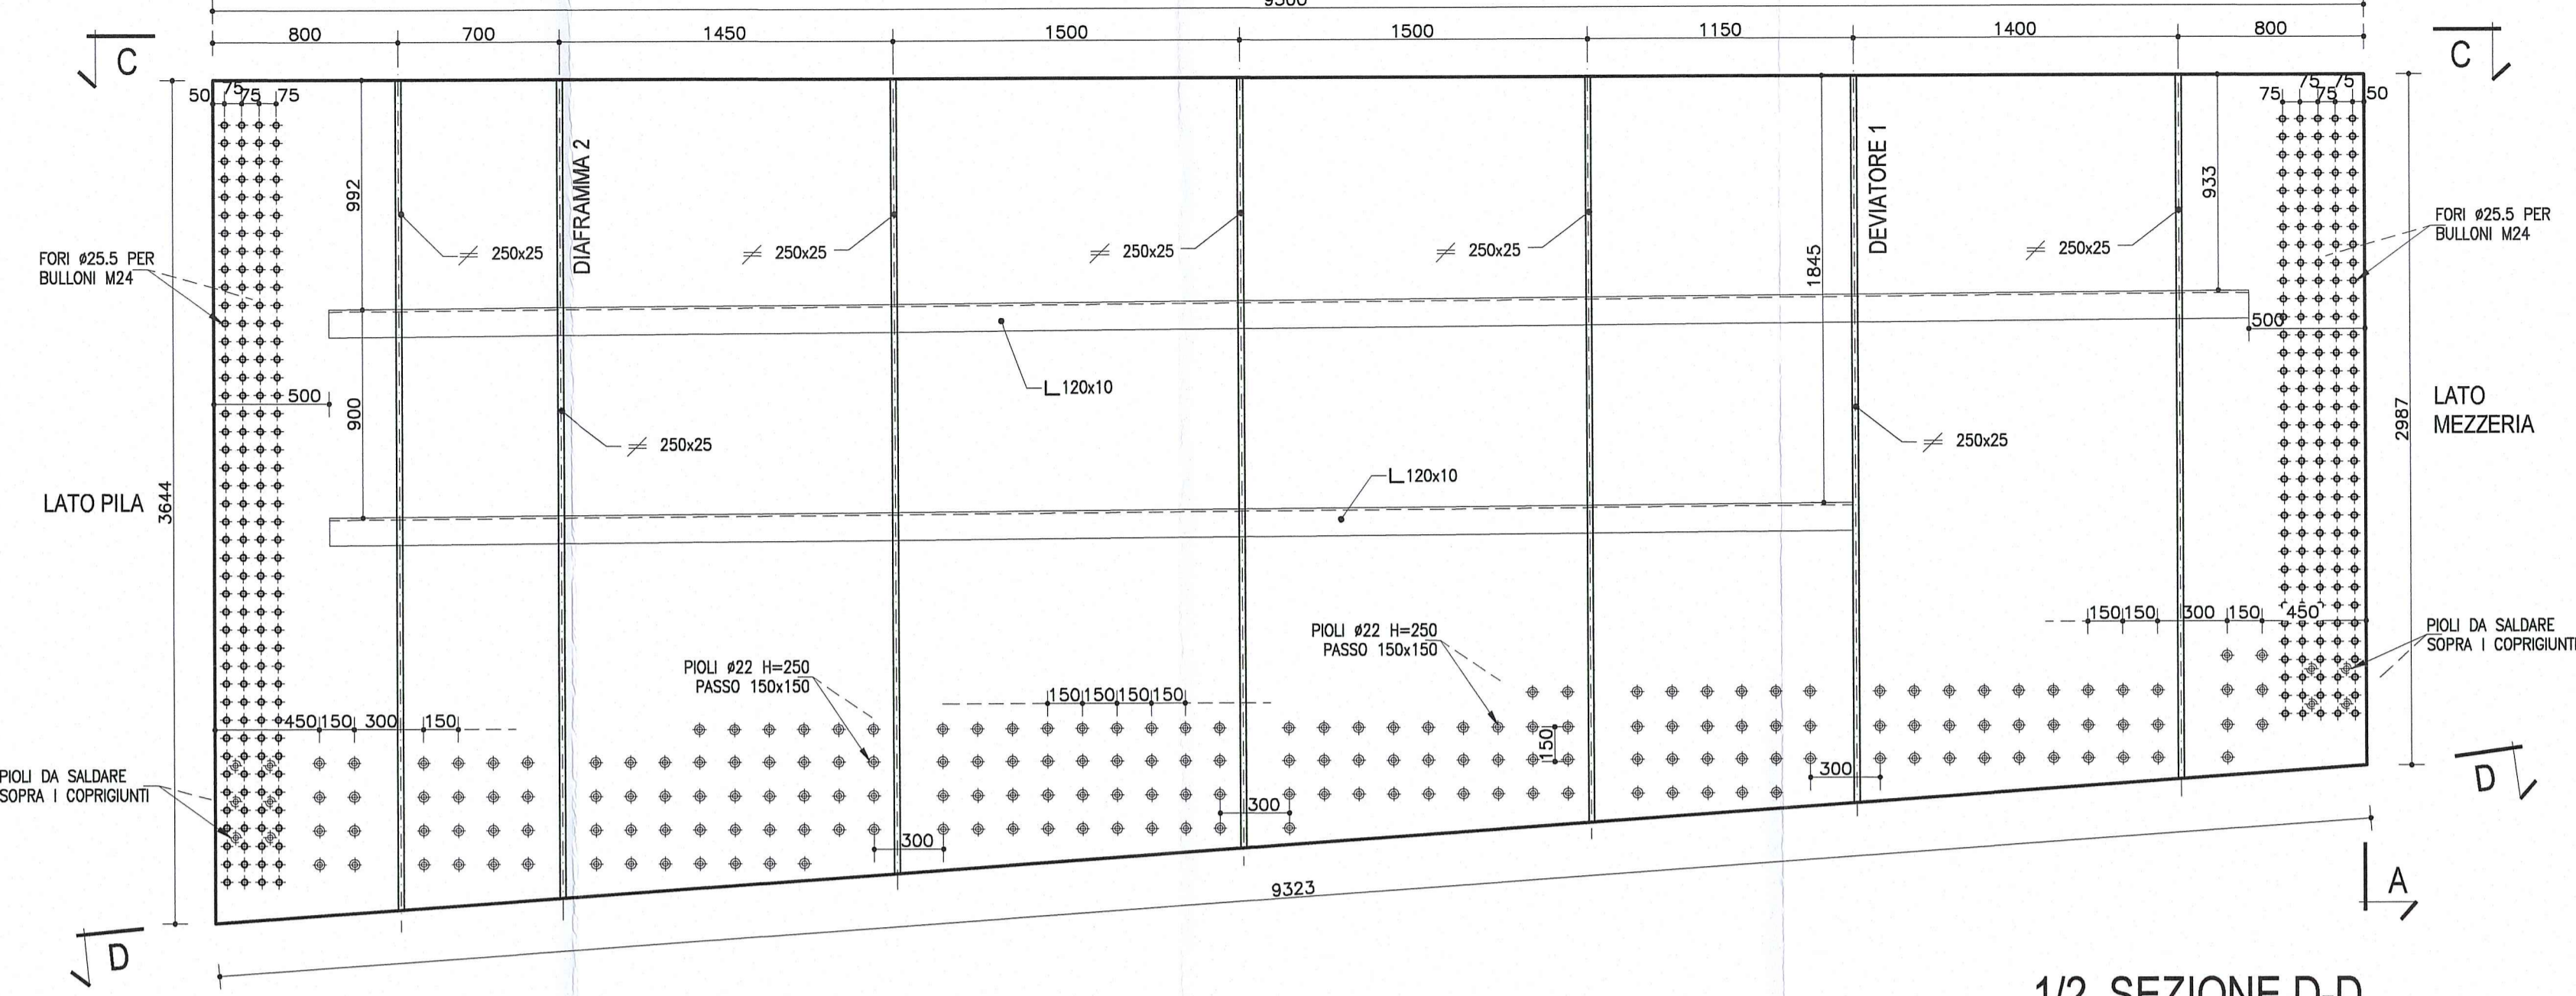 9300
800 700 1450 1500 1500 1150 1400 800
C
C
50 75 75 75 75
75 75 75 75 50
992
DIAFRAMMA 2
DEVIATORE 1
933
1845
FORI ø25.5 PER
BULLONI M24
250x25
250x25
250x25
250x25
250x25
FORI ø25.5 PER
BULLONI M24
500
500
900
L 120x10
250x25
250x25
2987
LATO
MEZZERIA
LATO PILA
3644
L 120x10
150 150 300 150 450
PIOLI ø22 H=250
PASSO 150x150
PIOLI ø22 H=250
PASSO 150x150
PIOLI DA SALDARE
SOPRA I COPRIGIUNTI
450 150 300 150
150 150 150 150
150
300
300
300
PIOLI DA SALDARE
SOPRA I COPRIGIUNTI
D
D
9323
A
1/2 SEZIONE D-D